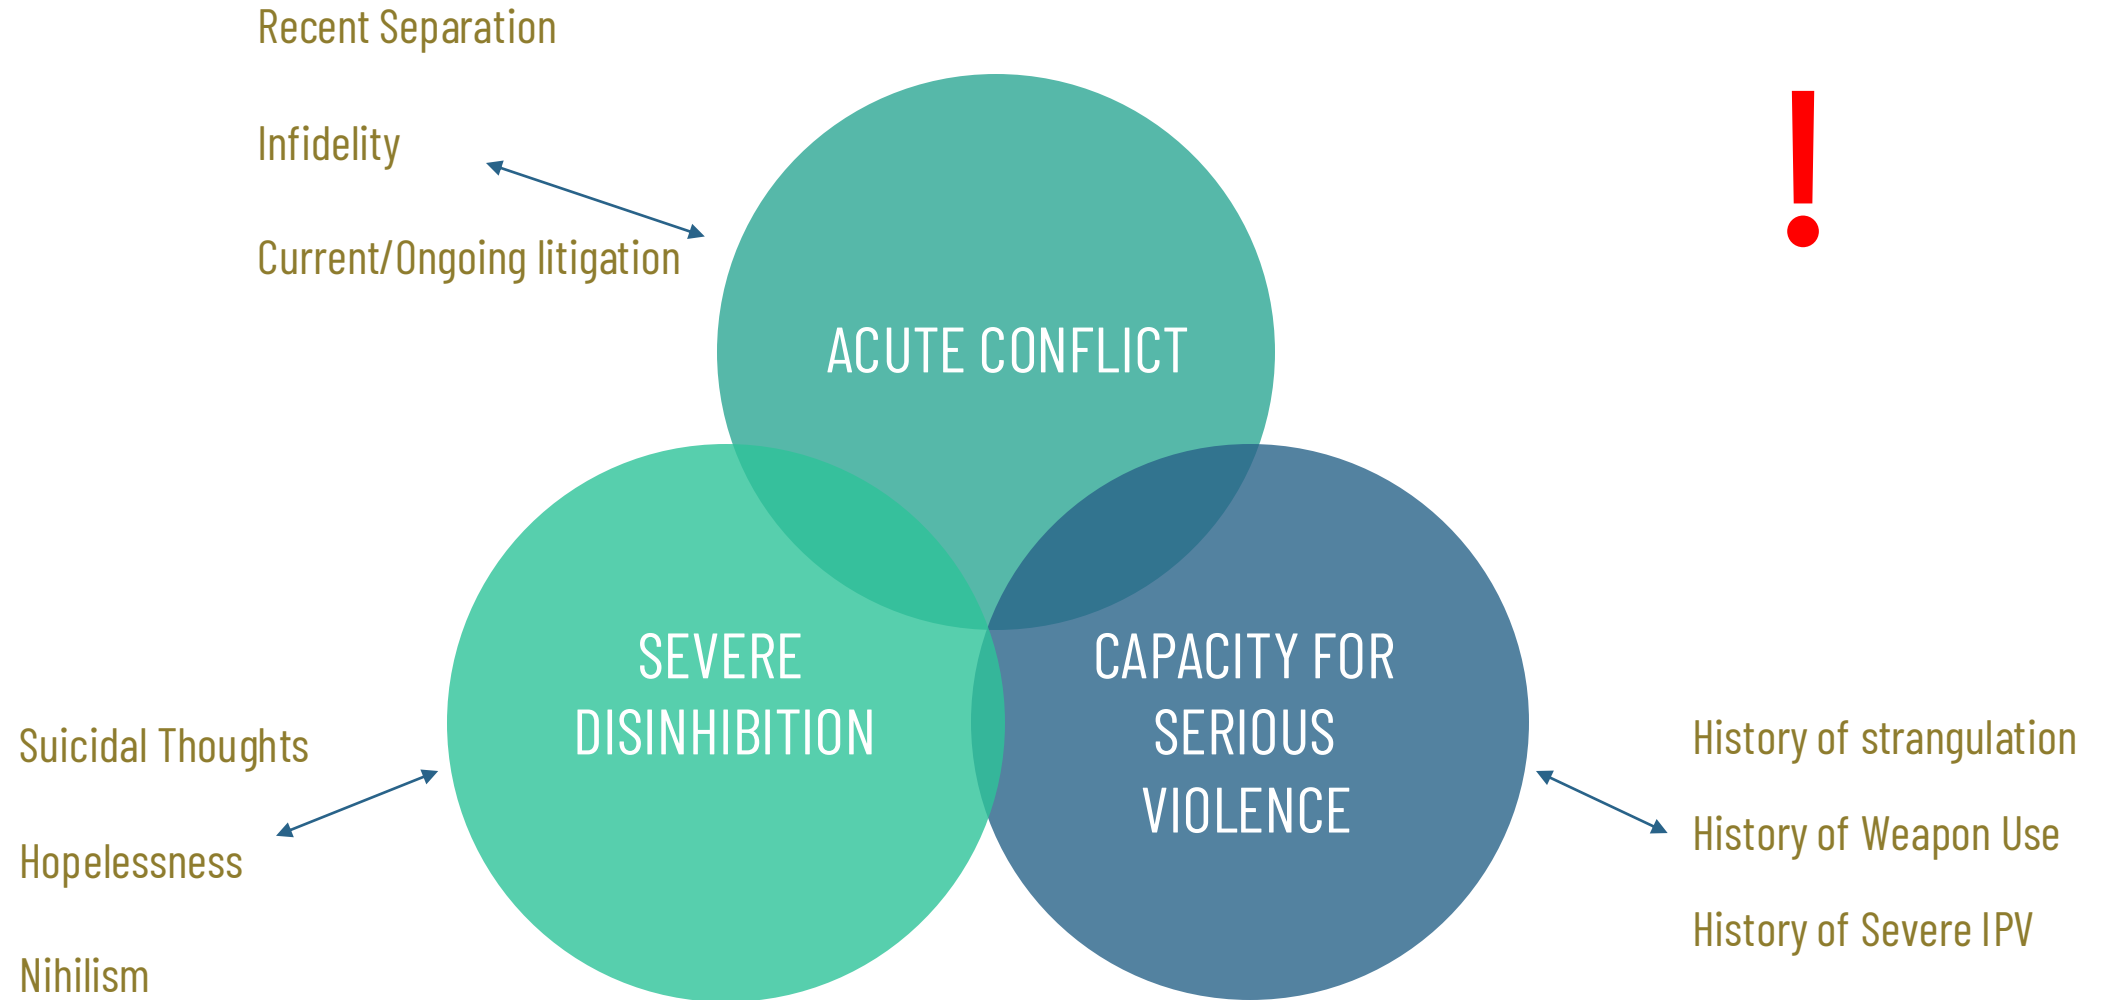 Recent Separation
Infidelity
Current/Ongoing litigation
!
ACUTE CONFLICT
SEVERE
DISINHIBITION
CAPACITY FOR
SERIOUS
VIOLENCE
Suicidal Thoughts
Hopelessness
Nihilism
History of strangulation
History of Weapon Use
History of Severe IPV